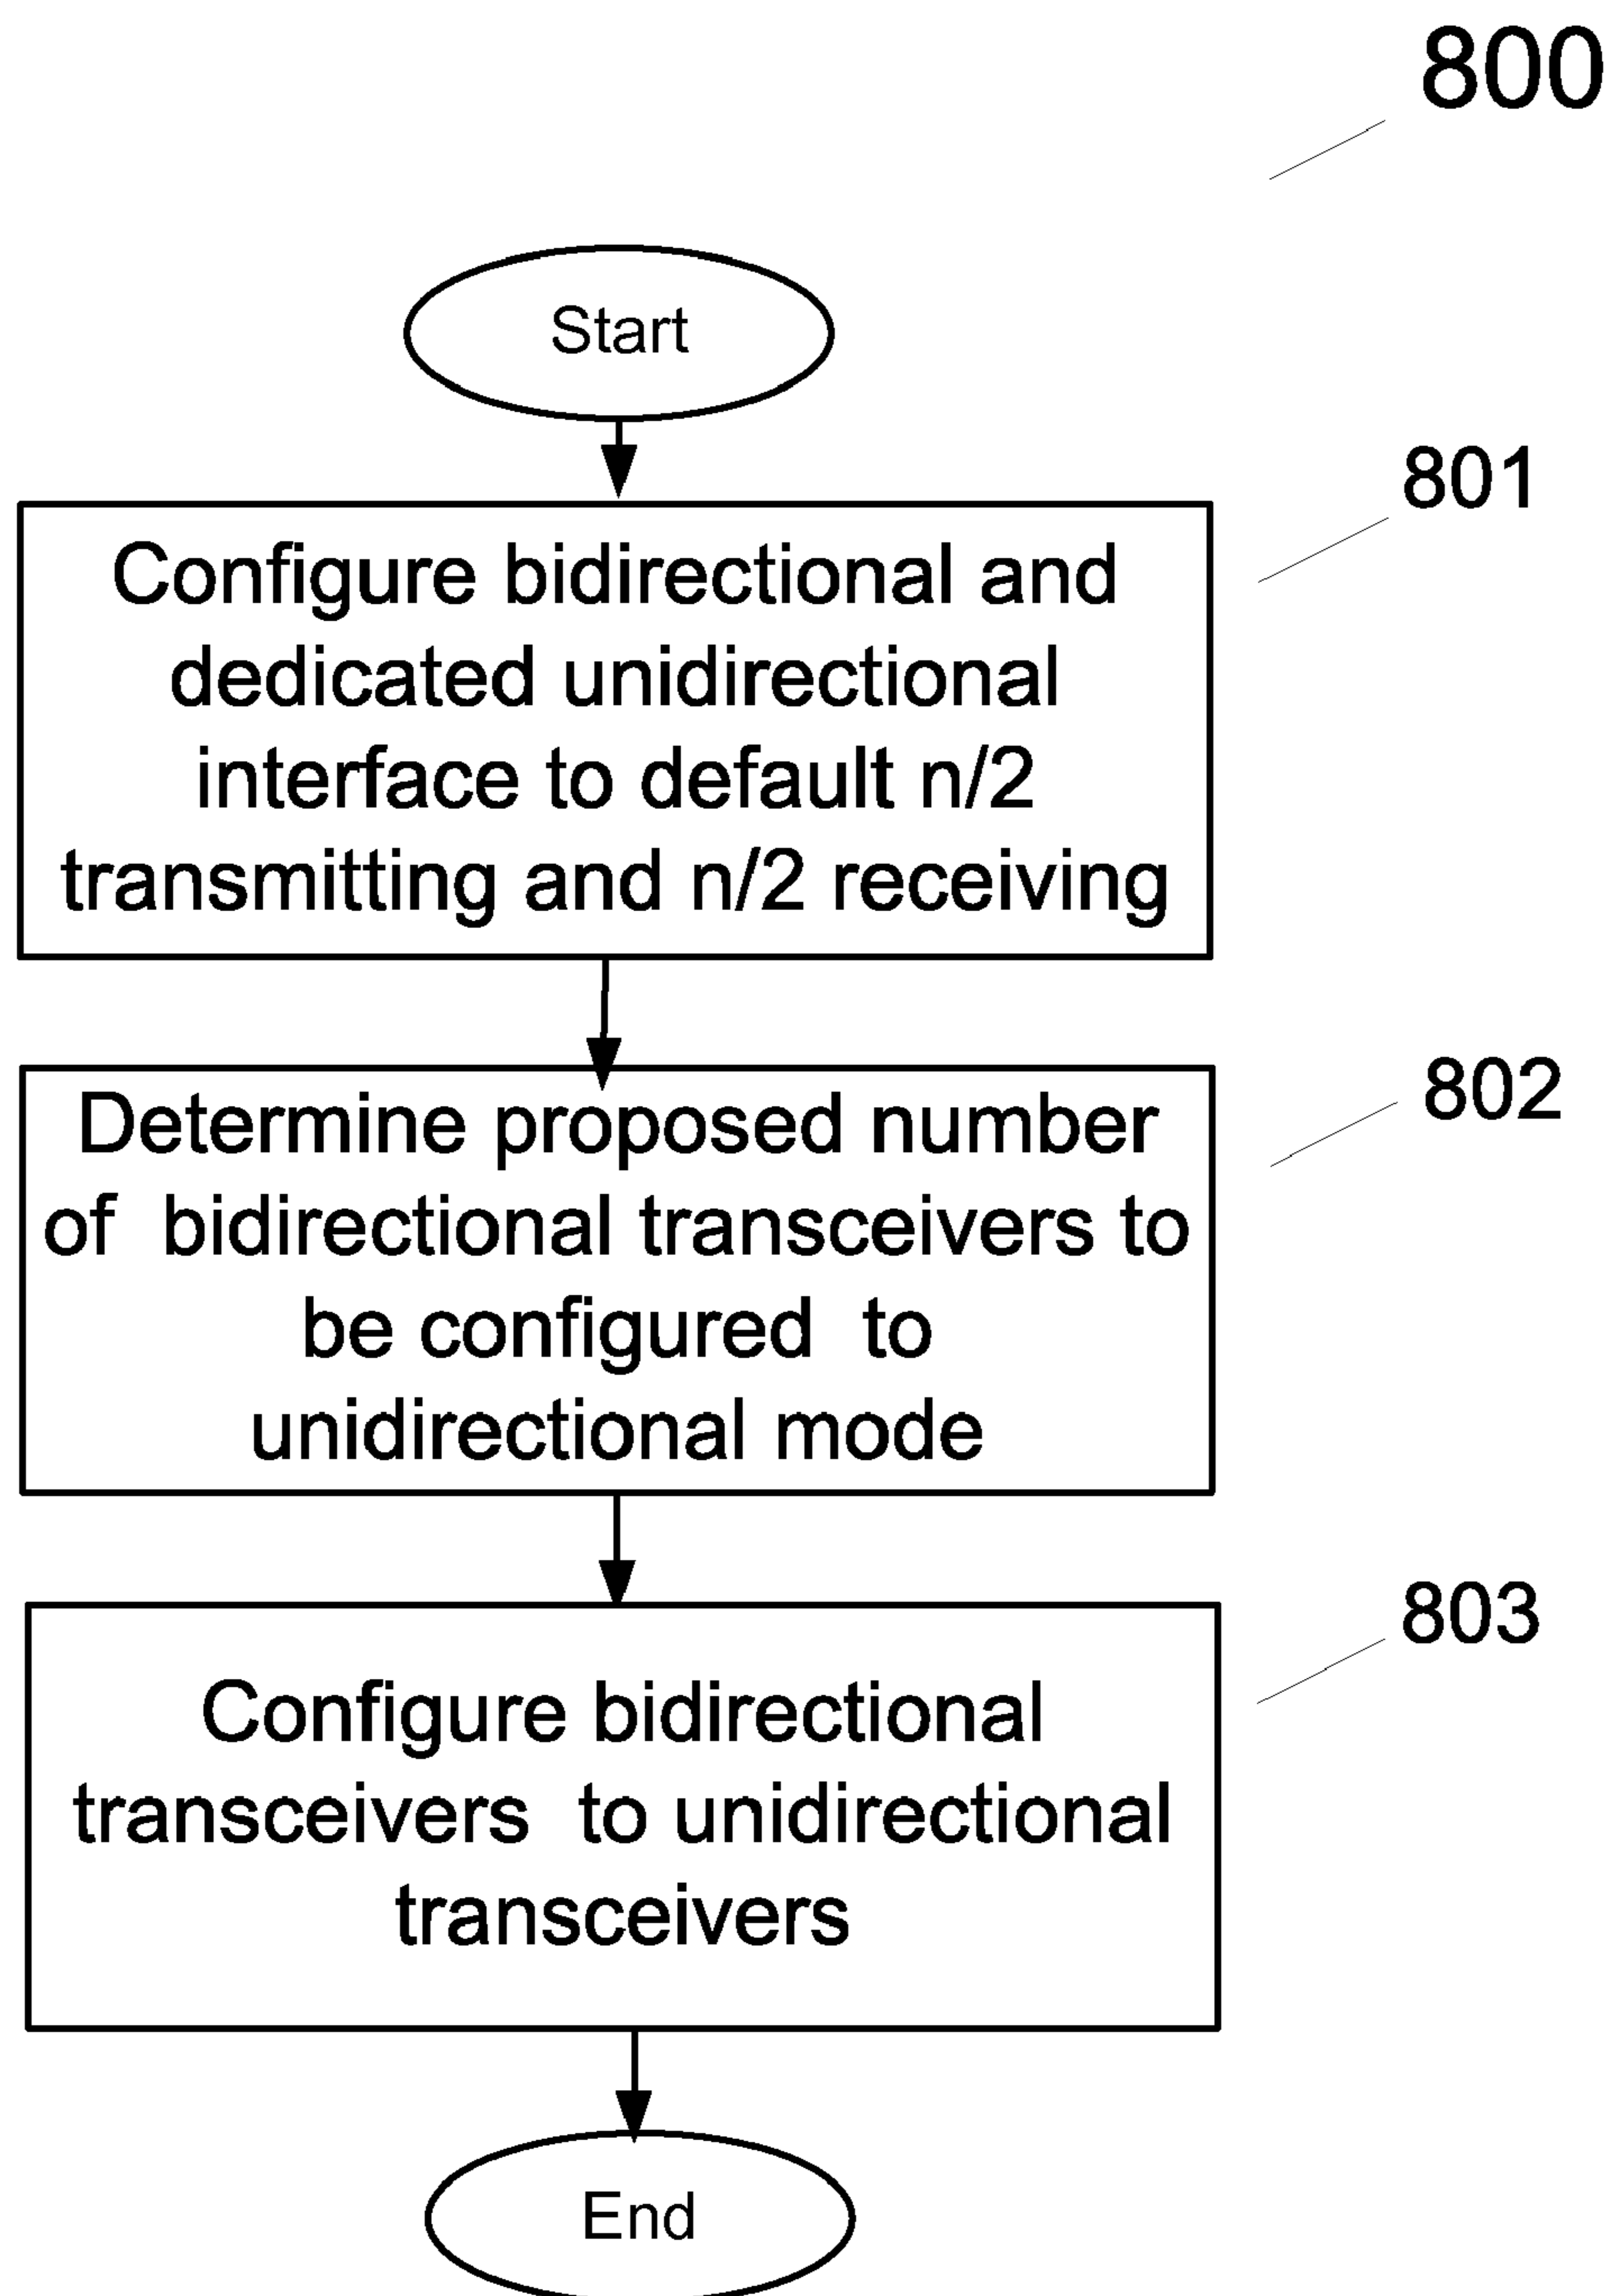 800
Start
801
Configure bidirectional and
dedicated unidirectional
interface to default n/2
transmitting and n/2 receiving
802
Determine proposed number
of bidirectional transceivers to
be configured to
unidirectional mode
803
Configure bidirectional
transceivers to unidirectional
transceivers
End